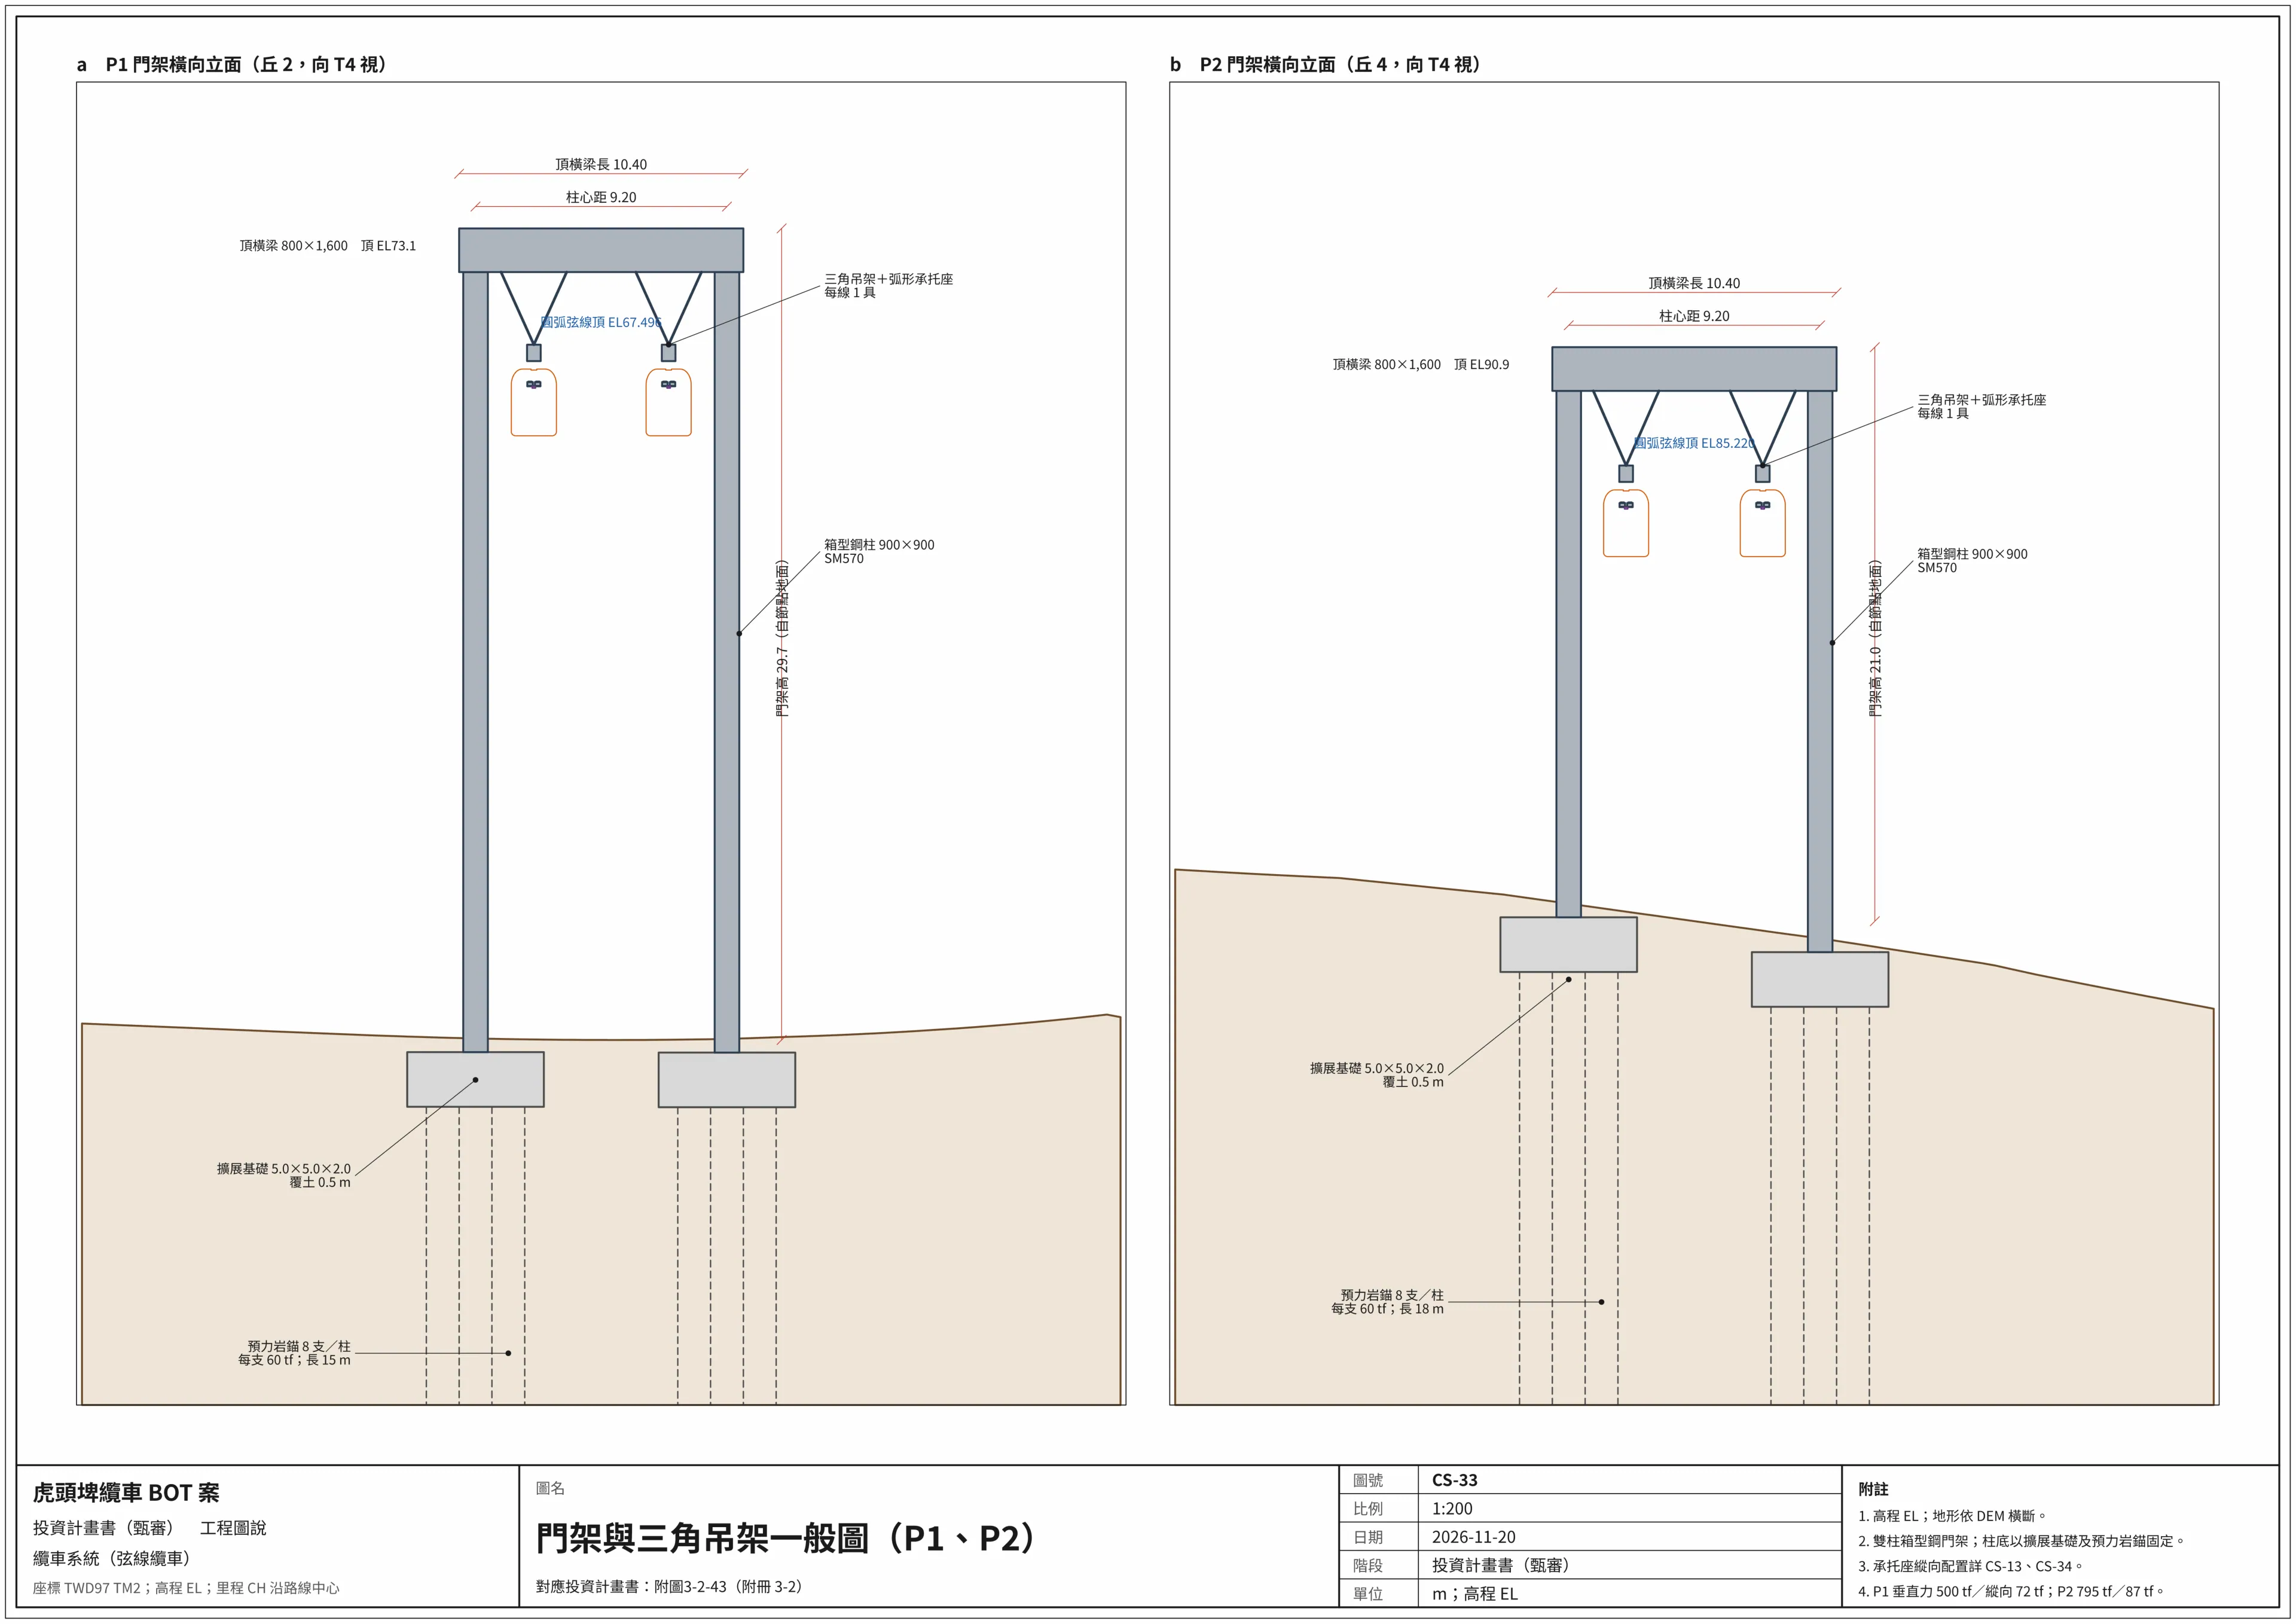 a P1 門架橫向立面（丘 2，向 T4 視）
頂橫梁長 10.40
柱心距 9.20
頂橫梁 800×1,600 頂 EL73.1
三角吊架＋弧形承托座
每線 1 具
圓弧弦線頂 EL67.496
箱型鋼柱 900×900
SM570
門架高 29.7（自節點地面）
擴展基礎 5.0×5.0×2.0
覆土 0.5 m
預力岩錨 8 支／柱
每支 60 tf；長 15 m
b P2 門架橫向立面（丘 4，向 T4 視）
頂橫梁長 10.40
柱心距 9.20
頂橫梁 800×1,600 頂 EL90.9
三角吊架＋弧形承托座
每線 1 具
圓弧弦線頂 EL85.220
箱型鋼柱 900×900
SM570
門架高 21.0（自節點地面）
擴展基礎 5.0×5.0×2.0
覆土 0.5 m
預力岩錨 8 支／柱
每支 60 tf；長 18 m
虎頭埤纜車 BOT 案
投資計畫書（甄審） 工程圖說
纜車系統（弦線纜車）
座標 TWD97 TM2；高程 EL；里程 CH 沿路線中心
圖名
門架與三角吊架一般圖（P1、P2）
對應投資計畫書：附圖3-2-43（附冊 3-2）
圖號 CS-33
比例 1:200
日期 2026-11-20
階段 投資計畫書（甄審）
單位 m；高程 EL
附註
1. 高程 EL；地形依 DEM 橫斷。
2. 雙柱箱型鋼門架；柱底以擴展基礎及預力岩錨固定。
3. 承托座縱向配置詳 CS-13、CS-34。
4. P1 垂直力 500 tf／縱向 72 tf；P2 795 tf／87 tf。